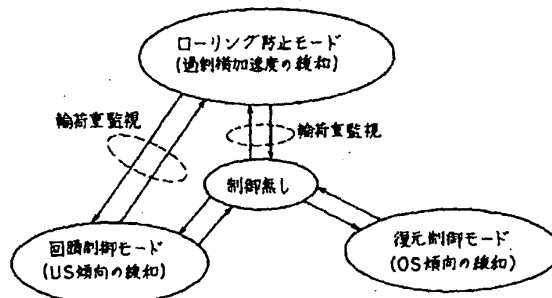 ローリング防止モード
(過剰横加速度の緩和)
輪荷重監視
輪荷重監視
制御無し
回頭制御モード
(US傾向の緩和)
復元制御モード
(OS傾向の緩和)